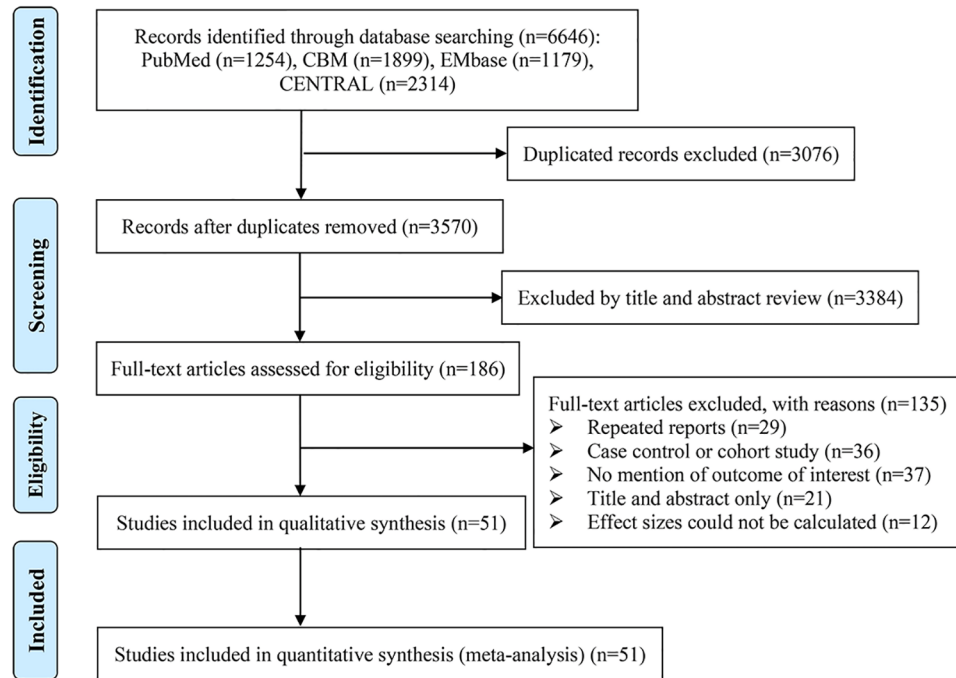 Identification
Records identified through database searching (n=6646):
PubMed (n=1254), CBM (n=1899), EMbase (n=1179),
CENTRAL (n=2314)
Duplicated records excluded (n=3076)
Screening
Records after duplicates removed (n=3570)
Excluded by title and abstract review (n=3384)
Full-text articles assessed for eligibility (n=186)
Eligibility
Full-text articles excluded, with reasons (n=135)
➢ Repeated reports (n=29)
➢ Case control or cohort study (n=36)
➢ No mention of outcome of interest (n=37)
➢ Title and abstract only (n=21)
➢ Effect sizes could not be calculated (n=12)
Studies included in qualitative synthesis (n=51)
Included
Studies included in quantitative synthesis (meta-analysis) (n=51)